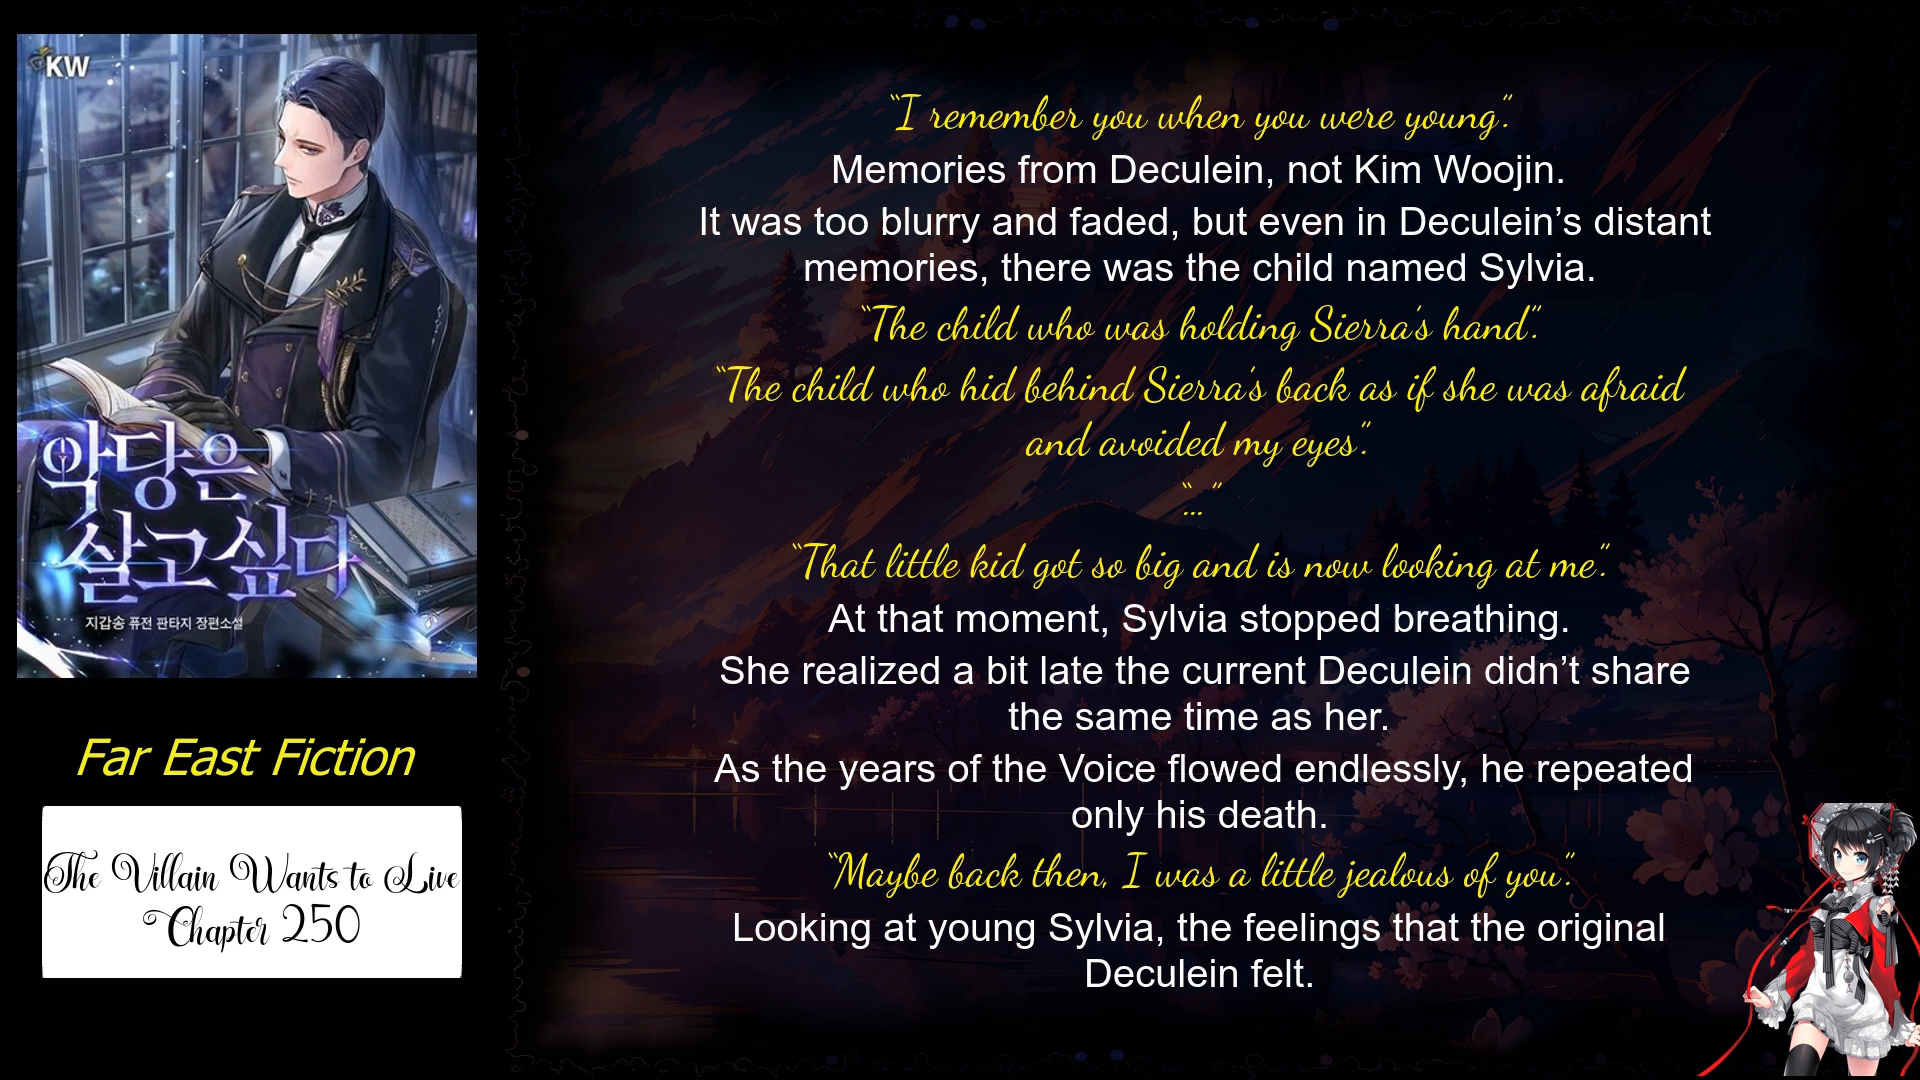 KW
악당은
살고싶다
지갑송 퓨전 판타지 장편소설
Far East Fiction
The Villain Wants to Live
Chapter 250
“I remember you when you were young”.
Memories from Deculein, not Kim Woojin.
It was too blurry and faded, but even in Deculein’s distant
memories, there was the child named Sylvia.
“The child who was holding Sierra’s hand”.
“The child who hid behind Sierra’s back as if she was afraid
and avoided my eyes”.
“…”
“That little kid got so big and is now looking at me”.
At that moment, Sylvia stopped breathing.
She realized a bit late the current Deculein didn’t share
the same time as her.
As the years of the Voice flowed endlessly, he repeated
only his death.
“Maybe back then, I was a little jealous of you”.
Looking at young Sylvia, the feelings that the original
Deculein felt.